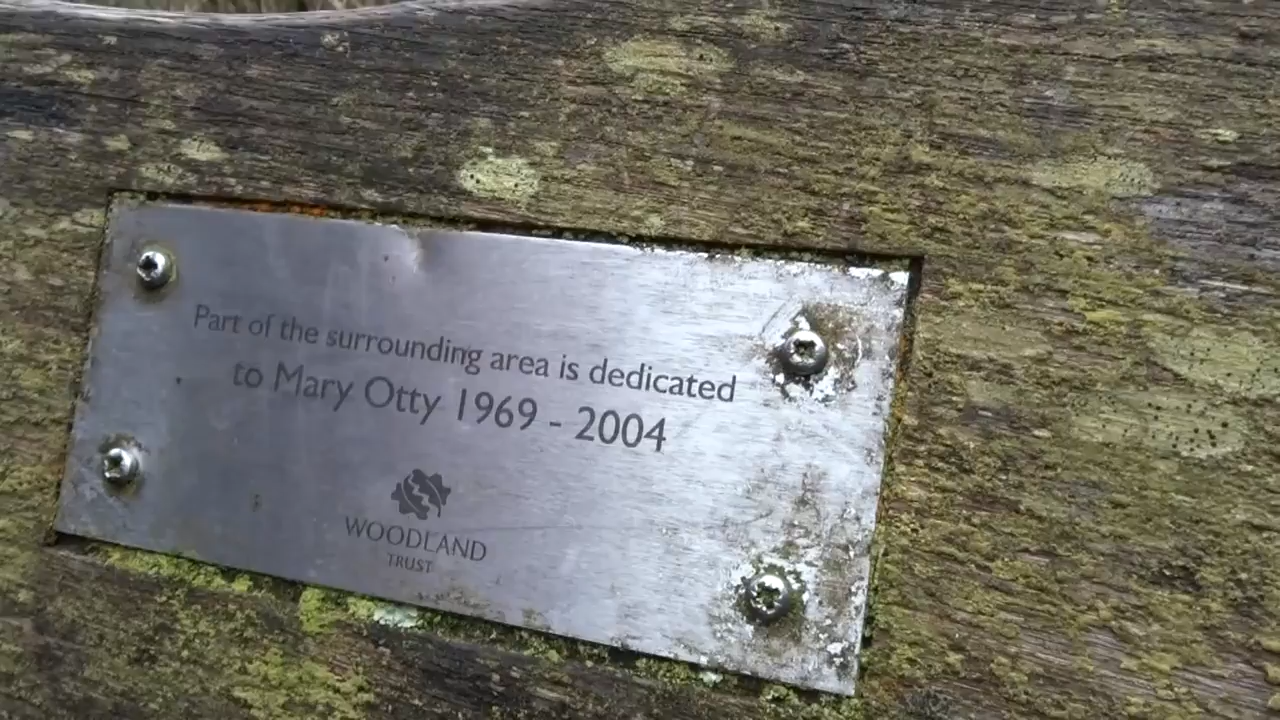 Part of the surrounding area is dedicated
to Mary Otty 1969 - 2004
WOODLAND
TRUST